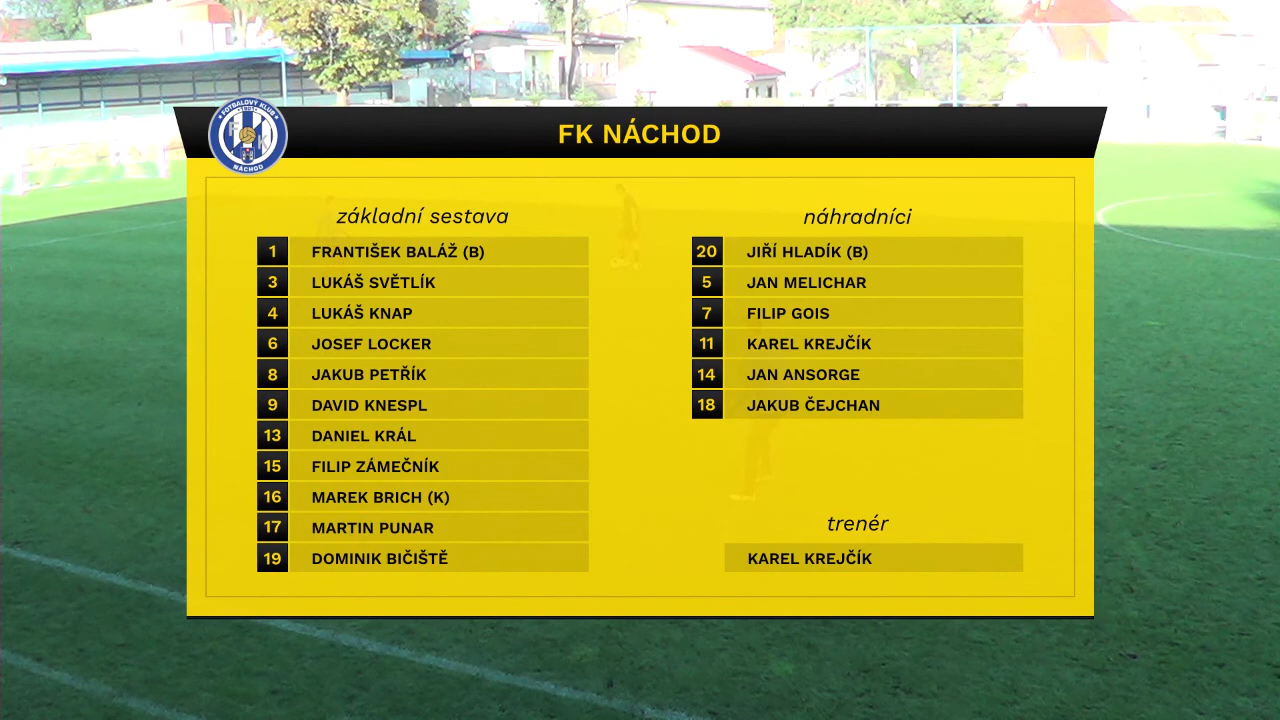 FK NÁCHOD
FOTBALOVÝ KLUB
NÁCHOD
F K
základní sestava
1 FRANTIŠEK BALÁŽ (B)
3 LUKÁŠ SVĚTLÍK
4 LUKÁŠ KNAP
6 JOSEF LOCKER
8 JAKUB PETŘÍK
9 DAVID KNESPL
13 DANIEL KRÁL
15 FILIP ZÁMEČNÍK
16 MAREK BRICH (K)
17 MARTIN PUNAR
19 DOMINIK BIČIŠTĚ
náhradníci
20 JIŘÍ HLADÍK (B)
5 JAN MELICHAR
7 FILIP GOIS
11 KAREL KREJČÍK
14 JAN ANSORGE
18 JAKUB ČEJCHAN
trenér
KAREL KREJČÍK